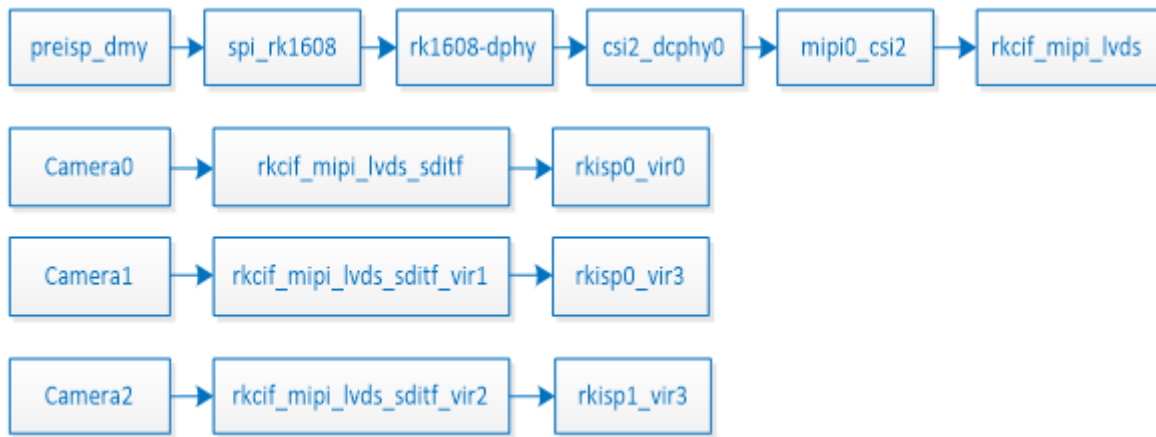 preisp_dmy spi_rk1608 rk1608-dphy csi2_dcphy0 mipi0_csi2 rkcif_mipi_lvds
Camera0 rkcif_mipi_lvds_sditf rkisp0_vir0
Camera1 rkcif_mipi_lvds_sditf_vir1 rkisp0_vir3
Camera2 rkcif_mipi_lvds_sditf_vir2 rkisp1_vir3